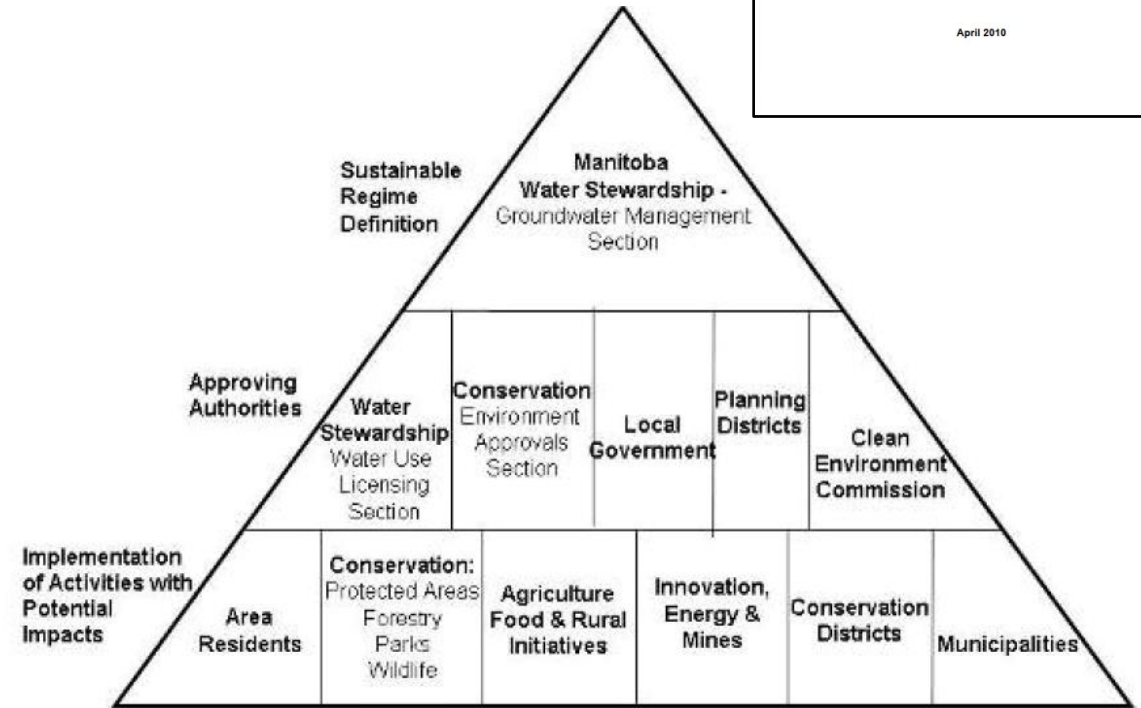 April 2010
Sustainable
Regime
Definition
Manitoba
Water Stewardship -
Groundwater Management
Section
Approving
Authorities
Water
Stewardship
Water Use
Licensing
Section
Conservation
Environment
Approvals
Section
Local
Government
Planning
Districts
Clean
Environment
Commission
Implementation
of Activities with
Potential
Impacts
Area
Residents
Conservation:
Protected Areas
Forestry
Parks
Wildlife
Agriculture
Food & Rural
Initiatives
Innovation,
Energy &
Mines
Conservation
Districts
Municipalities